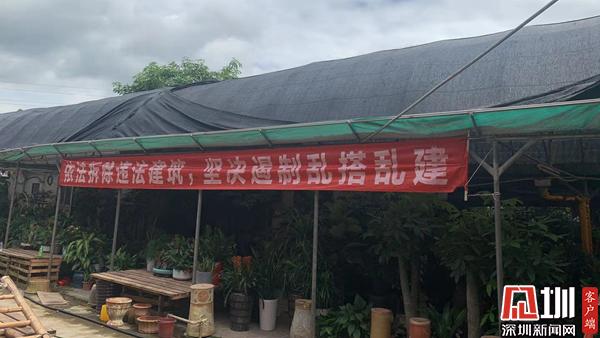 依法拆除违法建筑，坚决遏制乱搭乱建
圳
深圳新闻网
客户端